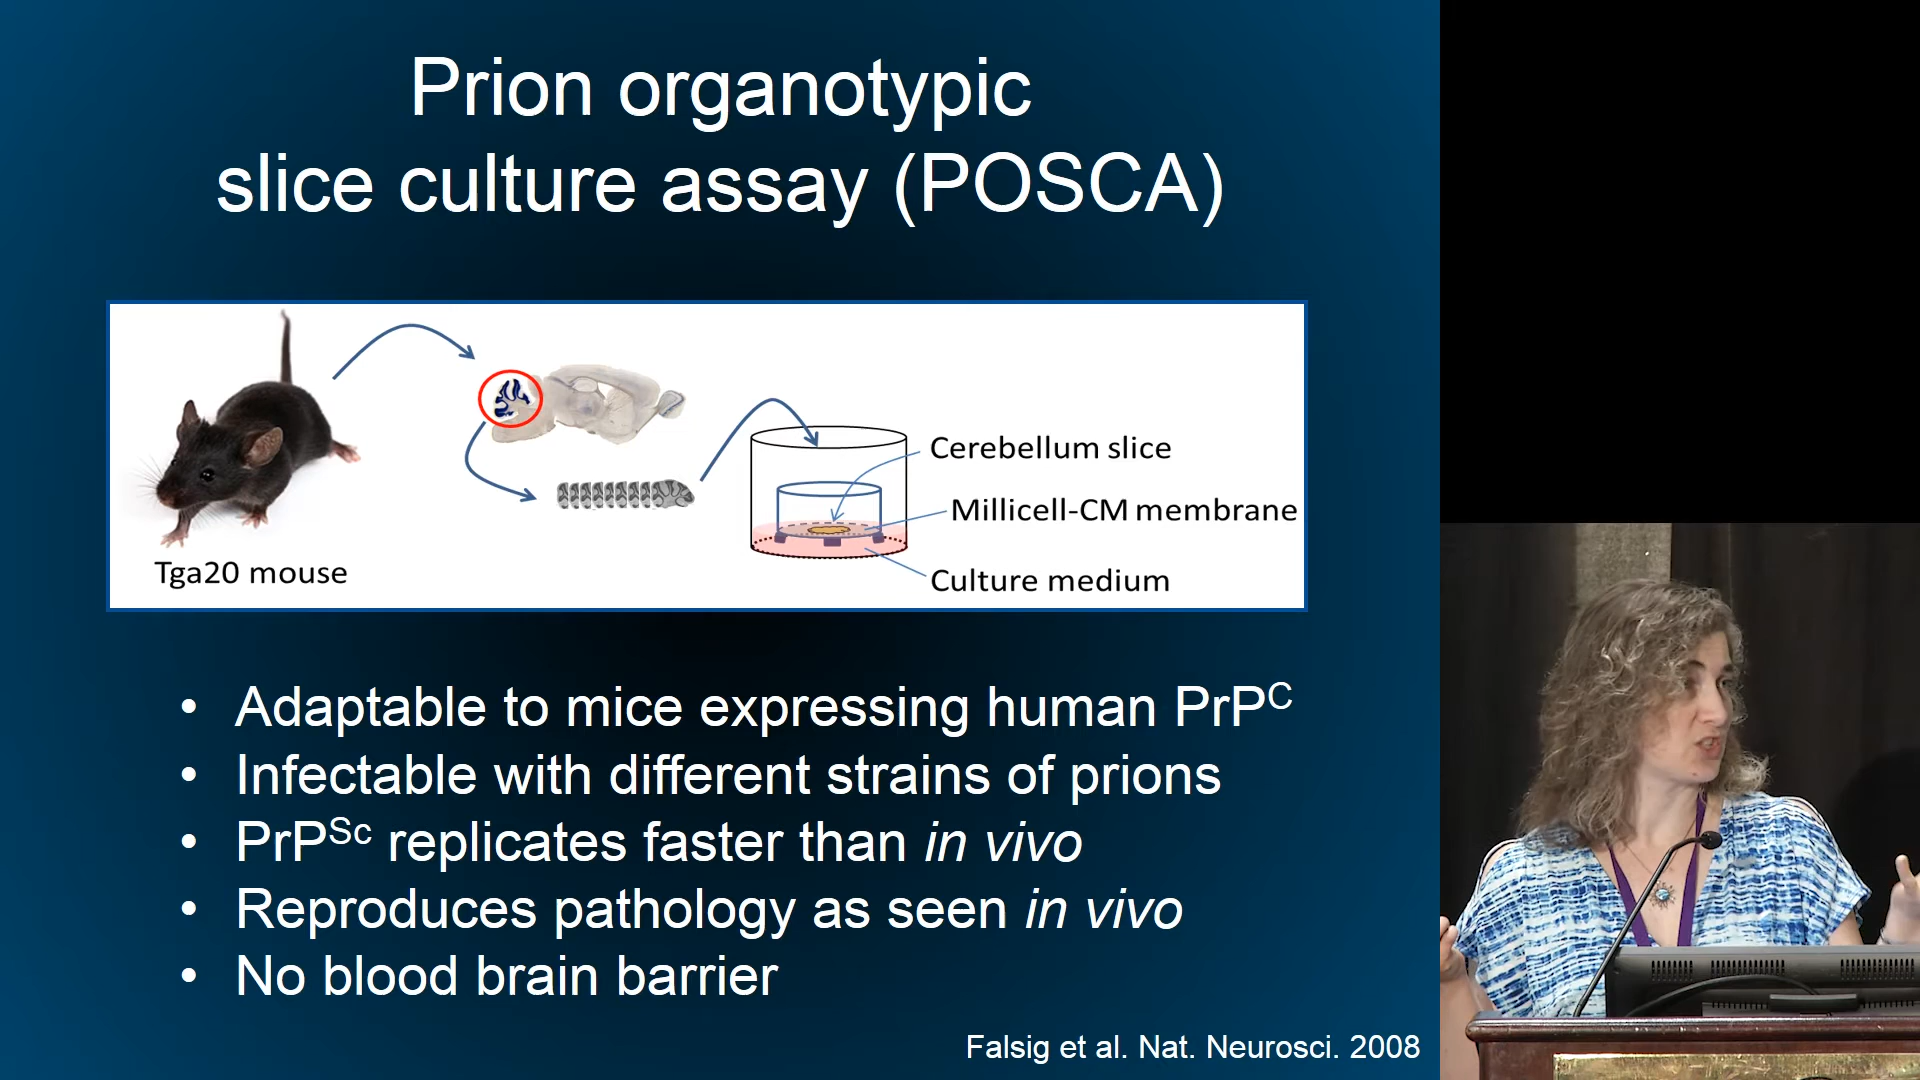 Prion organotypic
slice culture assay (POSCA)
Cerebellum slice
Millicell-CM membrane
Tga20 mouse
Culture medium
• Adaptable to mice expressing human PrPᶜ
• Infectable with different strains of prions
• PrPˢᶜ replicates faster than in vivo
• Reproduces pathology as seen in vivo
• No blood brain barrier
Falsig et al. Nat. Neurosci. 2008